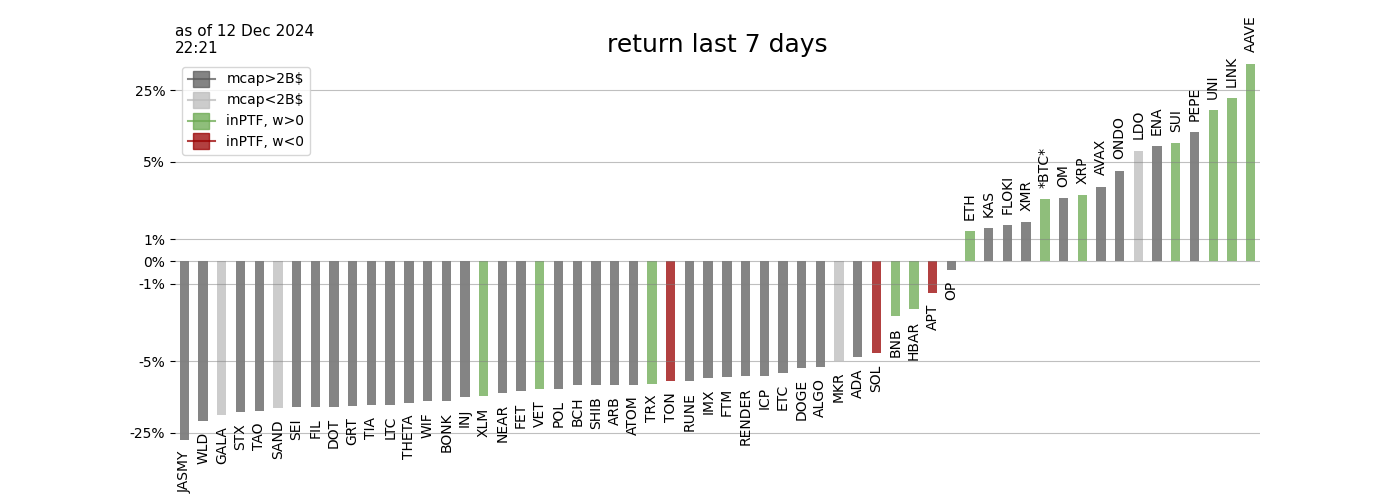 as of 12 Dec 2024
22:21
return last 7 days
mcap>2B$
mcap<2B$
inPTF, w>0
inPTF, w<0
25%
5%
1%
0%
-1%
-5%
-25%
JASMY
WLD
GALA
STX
TAO
SAND
SEI
FIL
DOT
GRT
TIA
LTC
THETA
WIF
BONK
INJ
XLM
NEAR
FET
VET
POL
BCH
SHIB
ARB
ATOM
TRX
TON
RUNE
IMX
FTM
RENDER
ICP
ETC
DOGE
ALGO
MKR
ADA
SOL
BNB
HBAR
APT
OP
ETH
KAS
FLOKI
XMR
*BTC*
OM
XRP
AVAX
ONDO
LDO
ENA
SUI
PEPE
UNI
LINK
AAVE